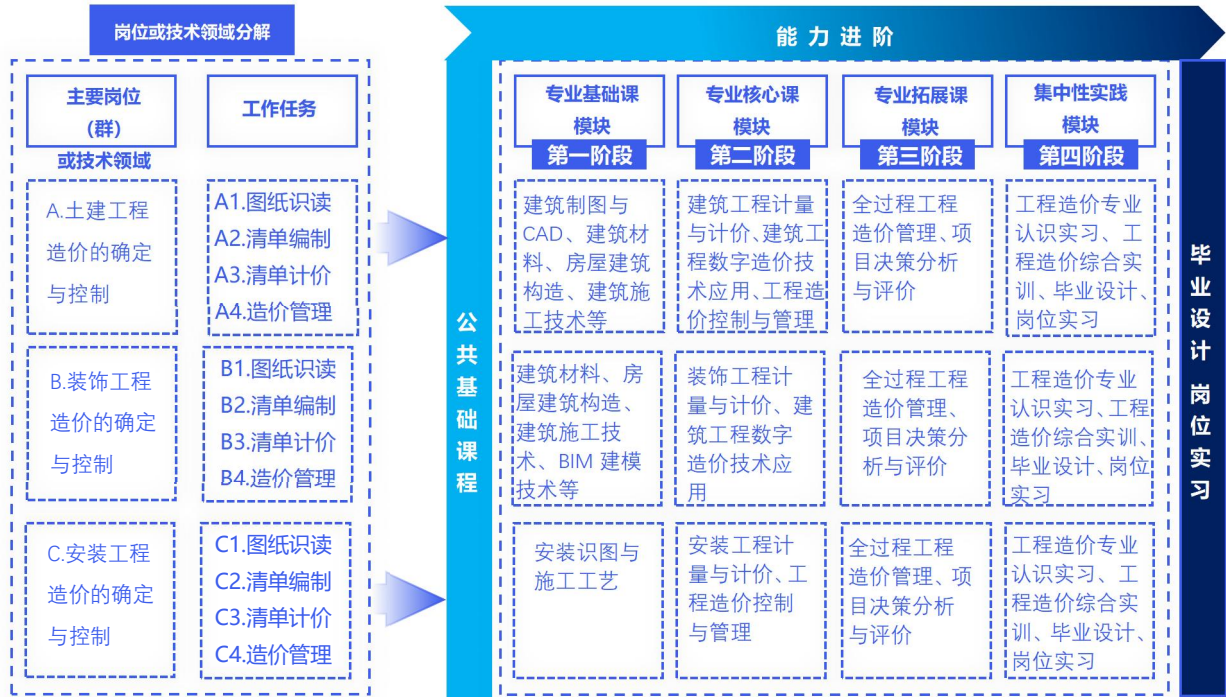 岗位或技术领域分解
能力进阶
主要岗位
(群)
或技术领域
工作任务
A.土建工程
造价的确定
与控制
A1.图纸识读
A2.清单编制
A3.清单计价
A4.造价管理
B.装饰工程
造价的确定
与控制
B1.图纸识读
B2.清单编制
B3.清单计价
B4.造价管理
C.安装工程
造价的确定
与控制
C1.图纸识读
C2.清单编制
C3.清单计价
C4.造价管理
公共基础课程
专业基础课
模块
第一阶段
专业核心课
模块
第二阶段
专业拓展课
模块
第三阶段
集中性实践
模块
第四阶段
建筑制图与
CAD、建筑材
料、房屋建筑
构造、建筑施
工技术等
建筑工程计量
与计价、建筑工
程数字造价技
术应用、工程造
价控制与管理
全过程工程
造价管理、项
目决策分析
与评价
工程造价专业
认识实习、工
程造价综合实
训、毕业设计、
岗位实习
建筑材料、房
屋建筑构造、
建筑施工技
术、BIM 建模
技术等
装饰工程计
量与计价、建
筑工程数字
造价技术应
用
全过程工程
造价管理、
项目决策分
析与评价
工程造价专业
认识实习、工程
造价综合实训、
毕业设计、岗位
实习
安装识图与
施工工艺
安装工程计
量与计价、工
程造价控制
与管理
全过程工程
造价管理、项
目决策分析
与评价
工程造价专业
认识实习、工
程造价综合实
训、毕业设计、
岗位实习
毕业设计 岗位实习